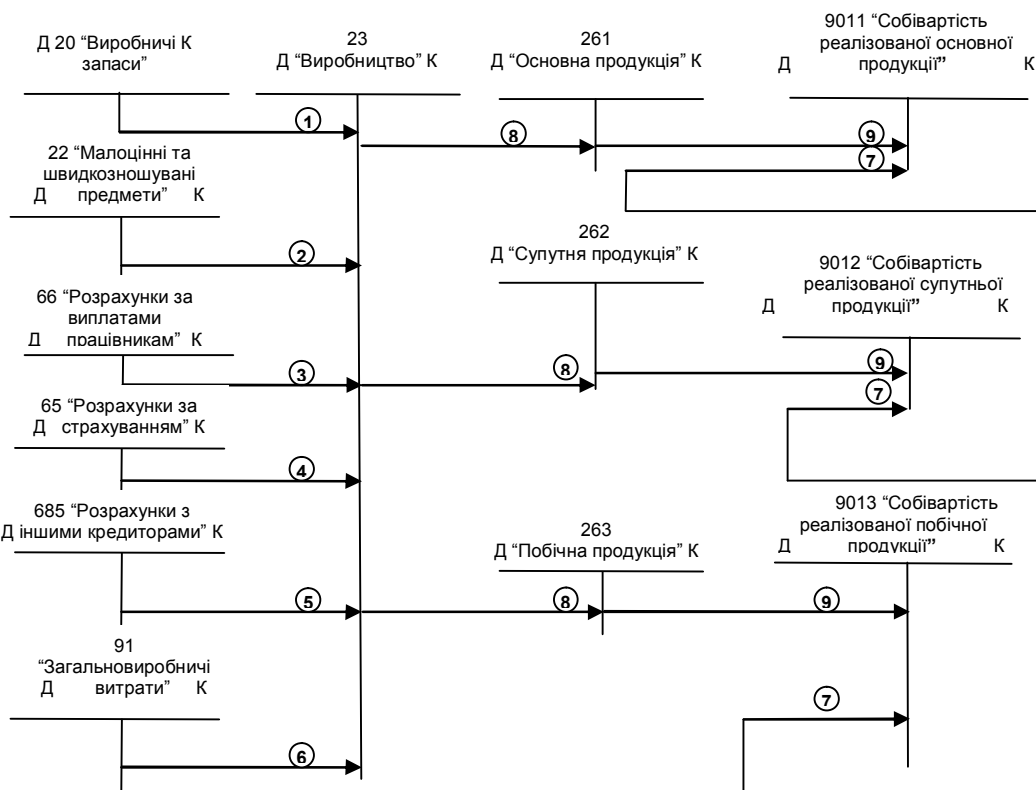 Д 20 “Виробничі К
запаси”
23
Д “Виробництво” К
261
Д “Основна продукція” К
9011 “Собівартість
реалізованої основної
Д продукції” К
1
8
9
7
22 “Малоцінні та
швидкозношувані
Д предмети” К
2
262
Д “Супутня продукція” К
9012 “Собівартість
реалізованої супутньої
Д продукції” К
66 “Розрахунки за
виплатами
Д працівникам” К
3
8
9
7
65 “Розрахунки за
Д страхуванням” К
4
685 “Розрахунки з
Д іншими кредиторами” К
263
Д “Побічна продукція” К
9013 “Собівартість
реалізованої побічної
Д продукції” К
5
8
9
91
“Загальновиробничі
Д витрати” К
7
6